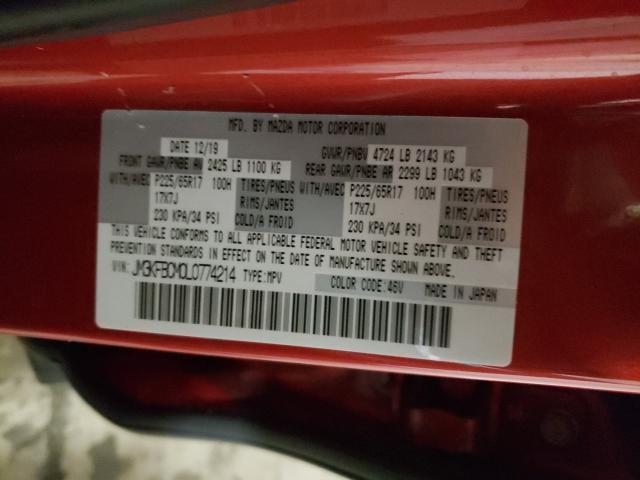 MFD. BY MAZDA MOTOR CORPORATION
DATE 12/19 GVWR/PNBV 4724 LB 2143 KG
FRONT GAWR/PNBE AV 2425 LB 1100 KG REAR GAWR/PNBE AR 2299 LB 1043 KG
WITH/AVEC P225/65R17 100H TIRES/PNEUS WITH/AVEC P225/65R17 100H TIRES/PNEUS
17X7J RIMS/JANTES 17X7J RIMS/JANTES
230 KPA/34 PSI COLD/A FROID 230 KPA/34 PSI COLD/A FROID
THIS VEHICLE CONFORMS TO ALL APPLICABLE FEDERAL MOTOR VEHICLE SAFETY AND THEFT
PREVENTION STANDARDS IN EFFECT ON THE DATE OF MANUFACTURE SHOWN ABOVE.
VIN: JM3KFBCM0L0774214 TYPE:MPV COLOR CODE:46V MADE IN JAPAN